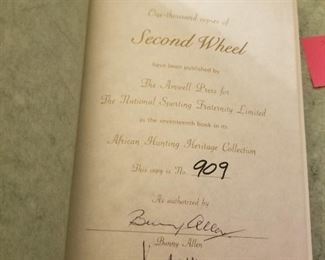 One-thousand copies of
Second Wheel
have been published by
The Amwell Press for
The National Sporting Fraternity Limited
as the seventeenth book in its
African Hunting Heritage Collection
This copy is No. 909
As authorized by
Bunny Allen
Bunny Allen